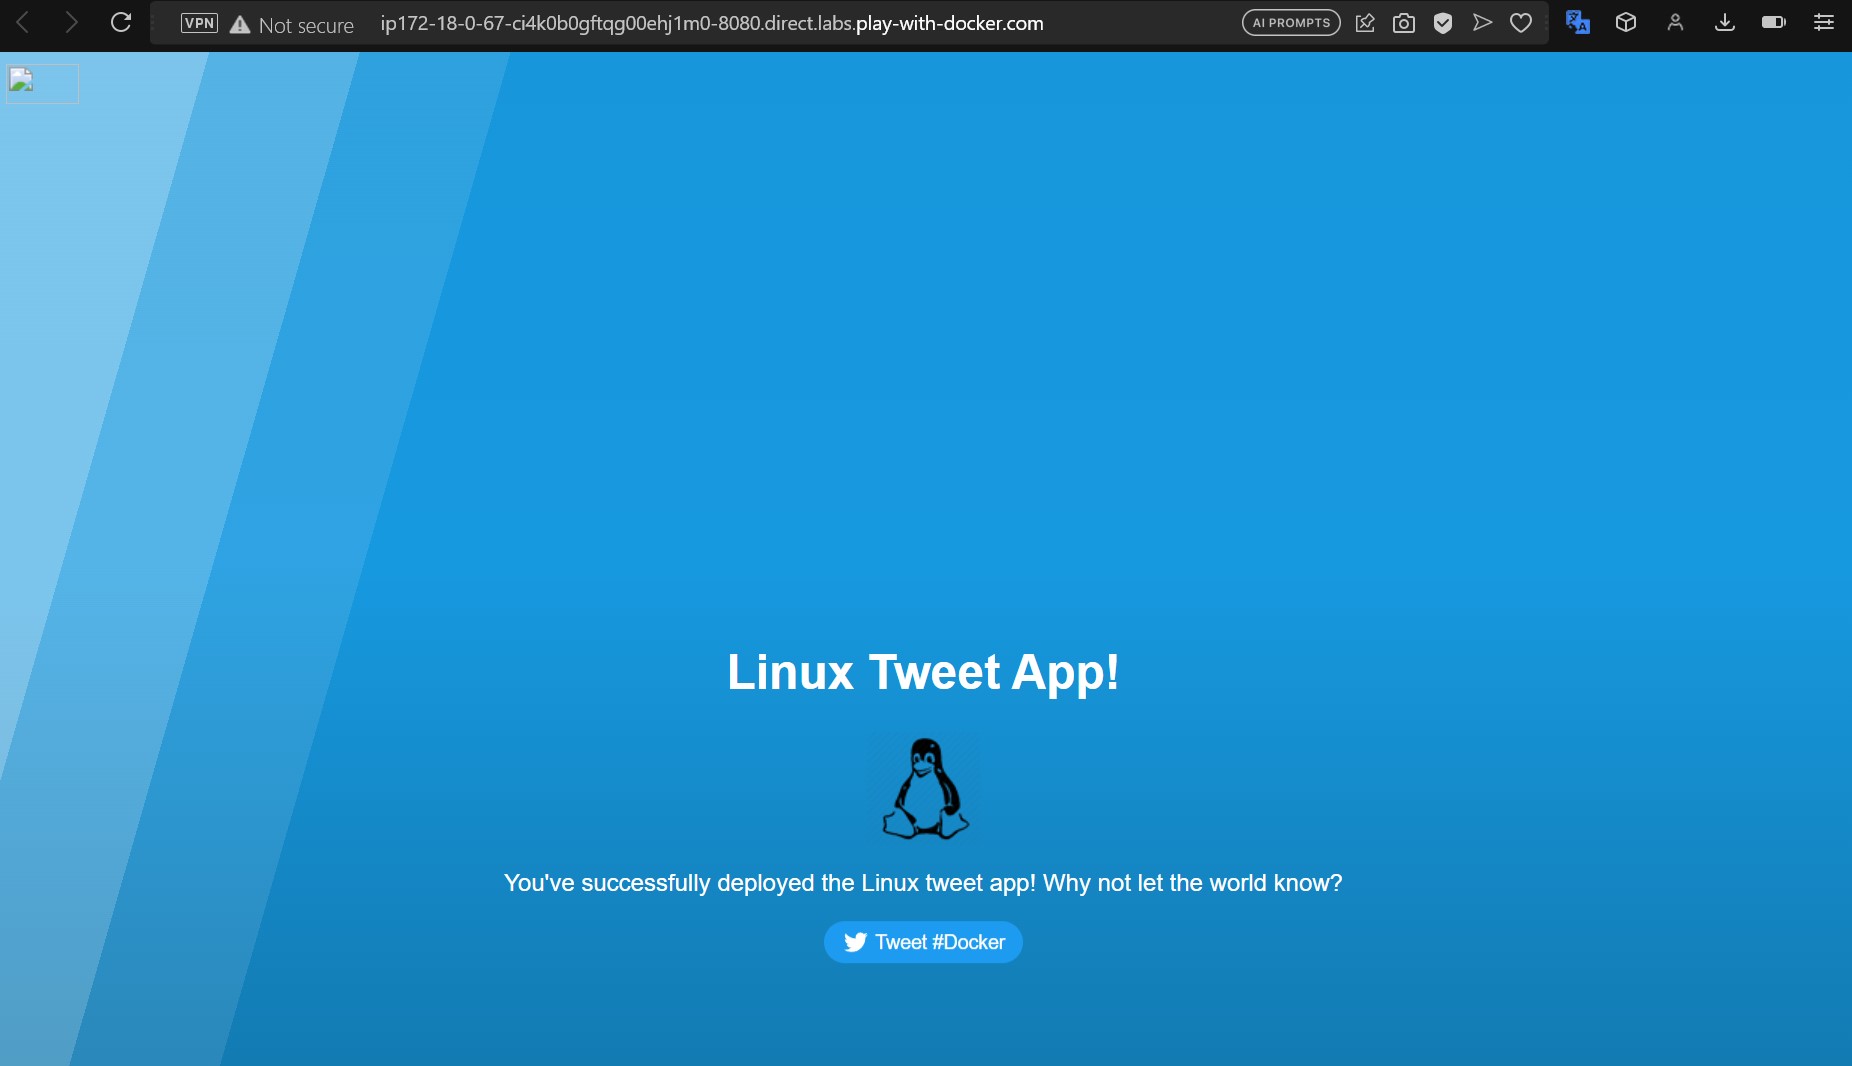 VPN Not secure ip172-18-0-67-ci4k0b0gftqg00ehj1m0-8080.direct.labs.play-with-docker.com AI PROMPTS
Linux Tweet App!
You've successfully deployed the Linux tweet app! Why not let the world know?
Tweet #Docker